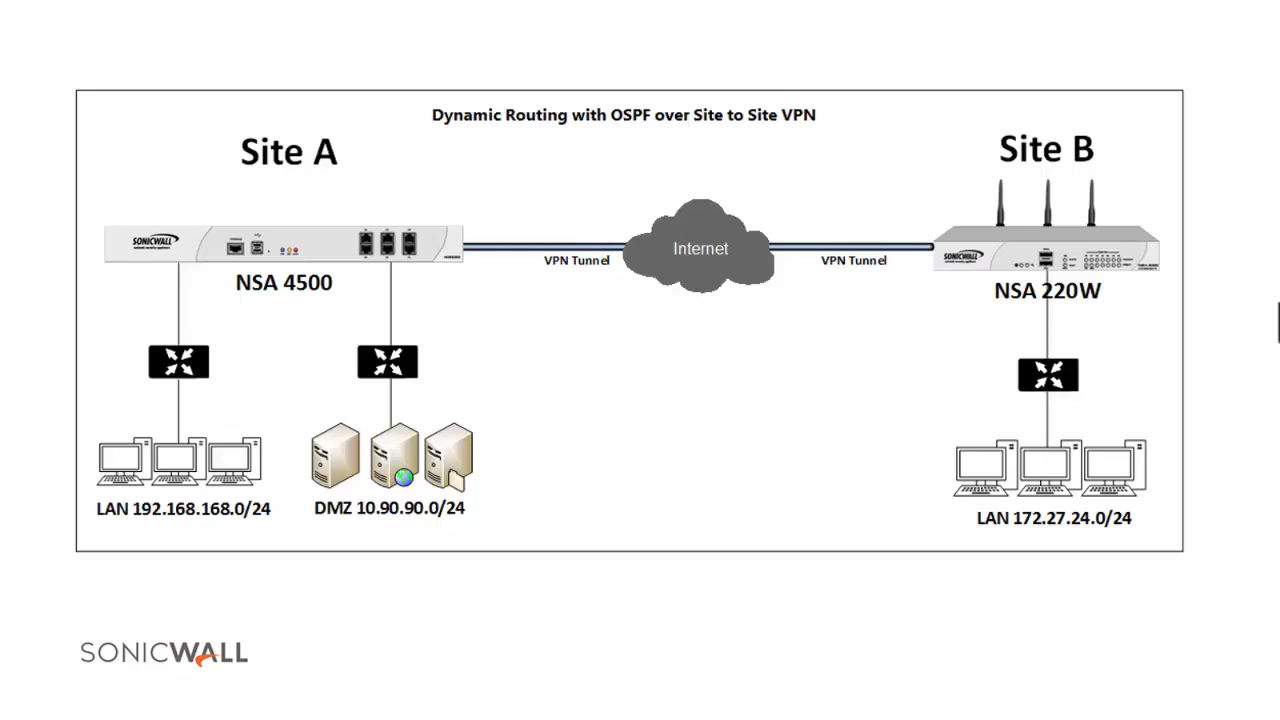 Dynamic Routing with OSPF over Site to Site VPN
Site A
Site B
SONICWALL
SONICWALL
Internet
VPN Tunnel
VPN Tunnel
NSA 4500
NSA 220W
LAN 192.168.168.0/24
DMZ 10.90.90.0/24
LAN 172.27.24.0/24
SONICWALL